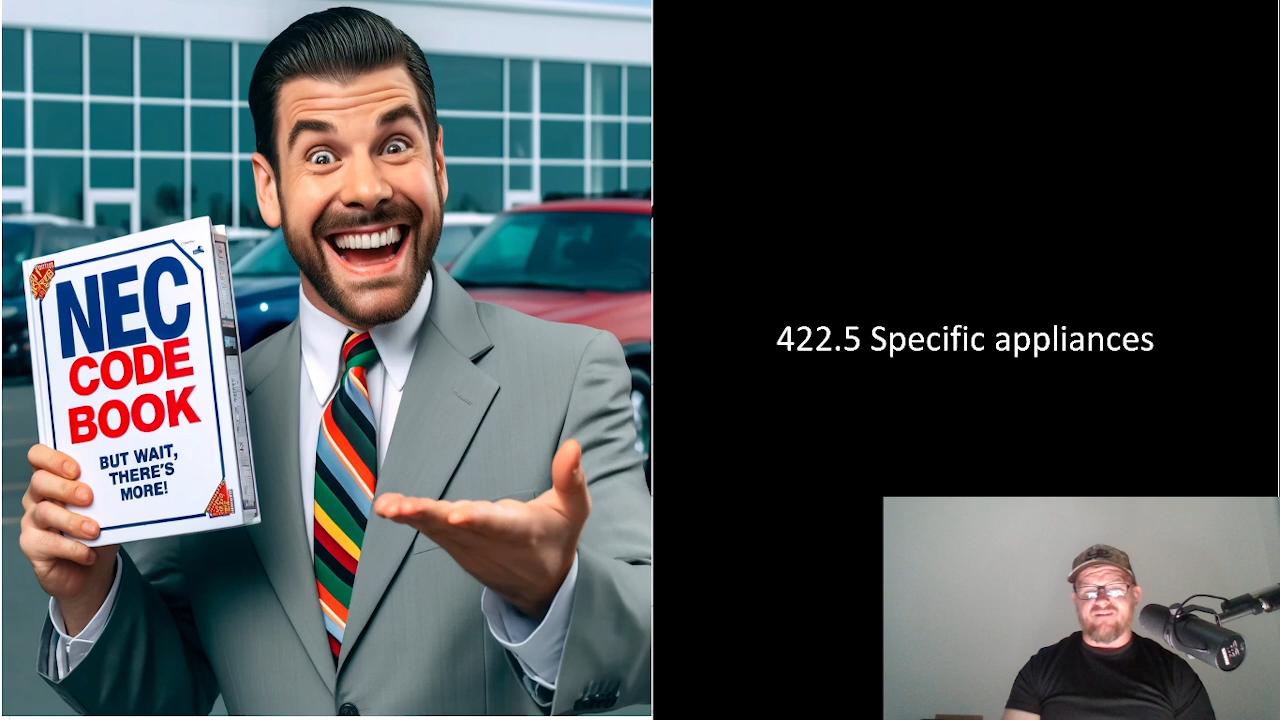 NEC
CODE
BOOK
BUT WAIT,
THERE'S
MORE!
422.5 Specific appliances